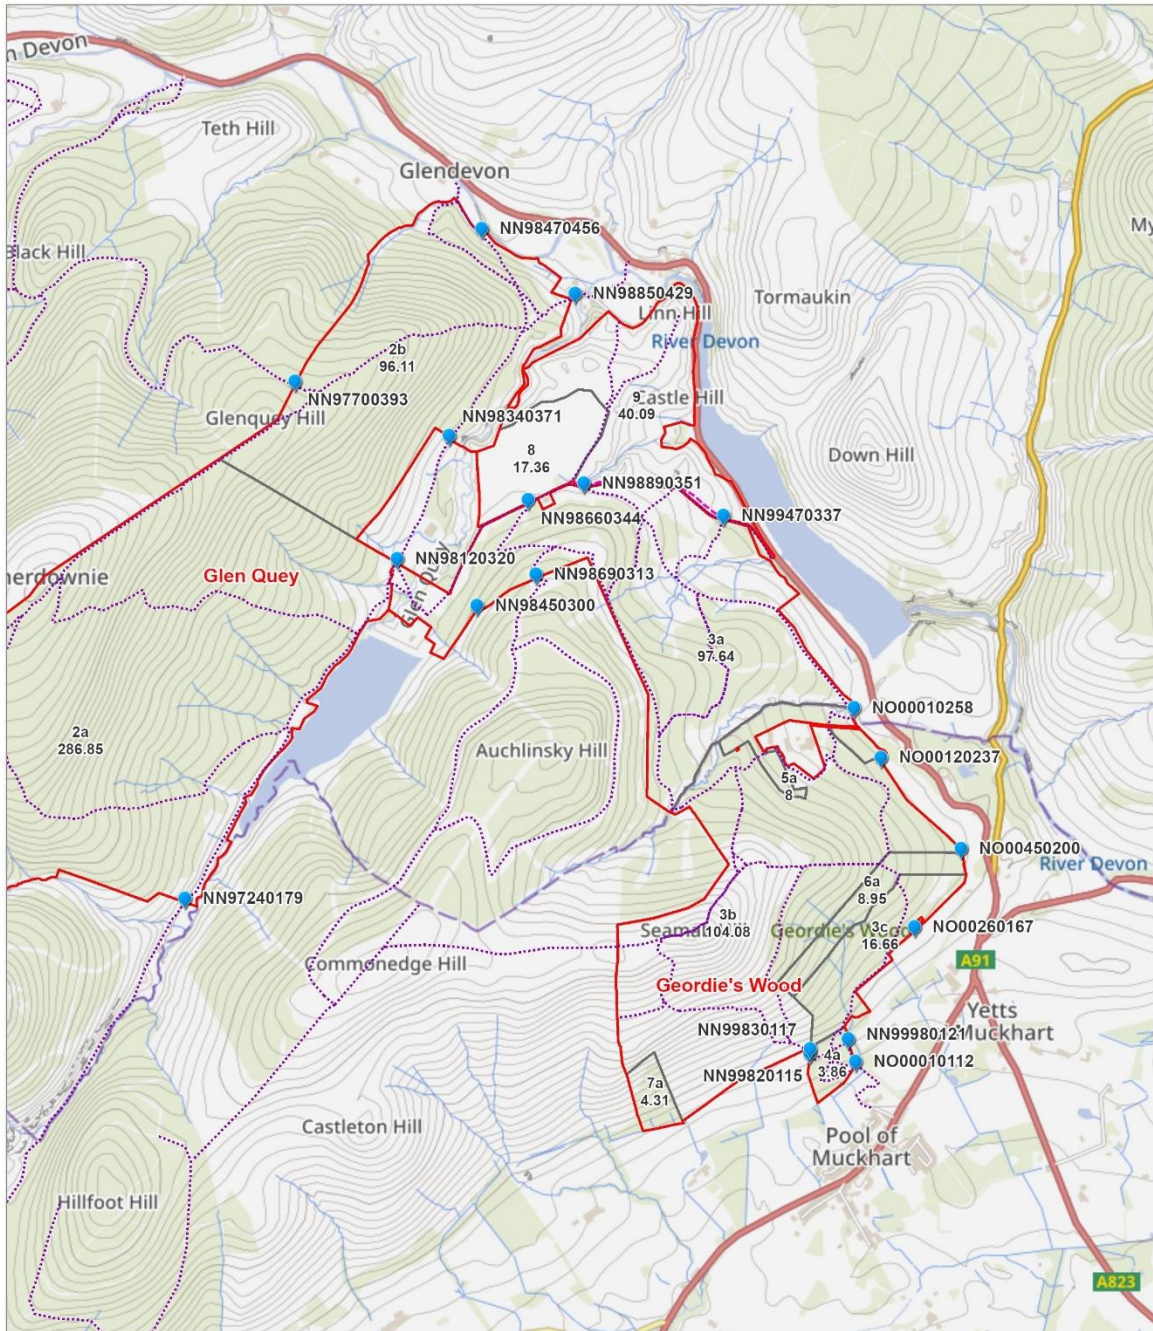 n Devon
Teth Hill
Glendevon
NN98470456
Black Hill
My
NN98850429
Tormaukin
Linn Hill
River Devon
2b
96.11
NN97700393
Glenquey Hill
9
40.09
Castle Hill
NN98340371
8
17.36
Down Hill
NN98890351
NN98660344
NN99470337
NN98120320
nerdownie
Glen Quey
Glen Quey
NN98690313
NN98450300
3a
97.64
NO00010258
2a
286.85
Auchlinsky Hill
NO00120237
5a
8
NO00450200
River Devon
6a
8.95
NN97240179
3b
104.08
Geordie's Wood
3c
16.66
NO00260167
Commonedge Hill
A91
Geordie's Wood
Yetts
Muckhart
NN99830117
NN99980121
4a
3.86
NO00010112
NN99820115
7a
4.31
Castleton Hill
Pool of
Muckhart
Hillfoot Hill
A823